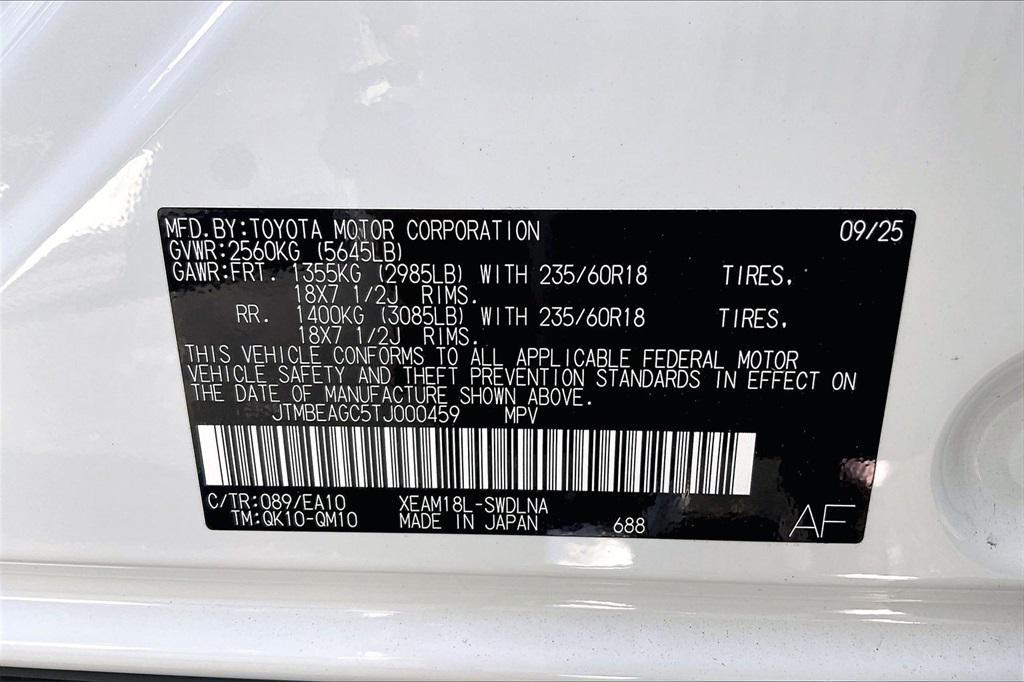 MFD.BY:TOYOTA MOTOR CORPORATION 09/25
GVWR:2560KG (5645LB)
GAWR:FRT. 1355KG (2985LB) WITH 235/60R18 TIRES,
18X7 1/2J RIMS.
RR. 1400KG (3085LB) WITH 235/60R18 TIRES,
18X7 1/2J RIMS.
THIS VEHICLE CONFORMS TO ALL APPLICABLE FEDERAL MOTOR
VEHICLE SAFETY AND THEFT PREVENTION STANDARDS IN EFFECT ON
THE DATE OF MANUFACTURE SHOWN ABOVE.
JTMBEAGC5TJ000459 MPV
C/TR:089/EA10 XEAM18L-SWDLNA
TM:QK10-QM10 MADE IN JAPAN 688 AF